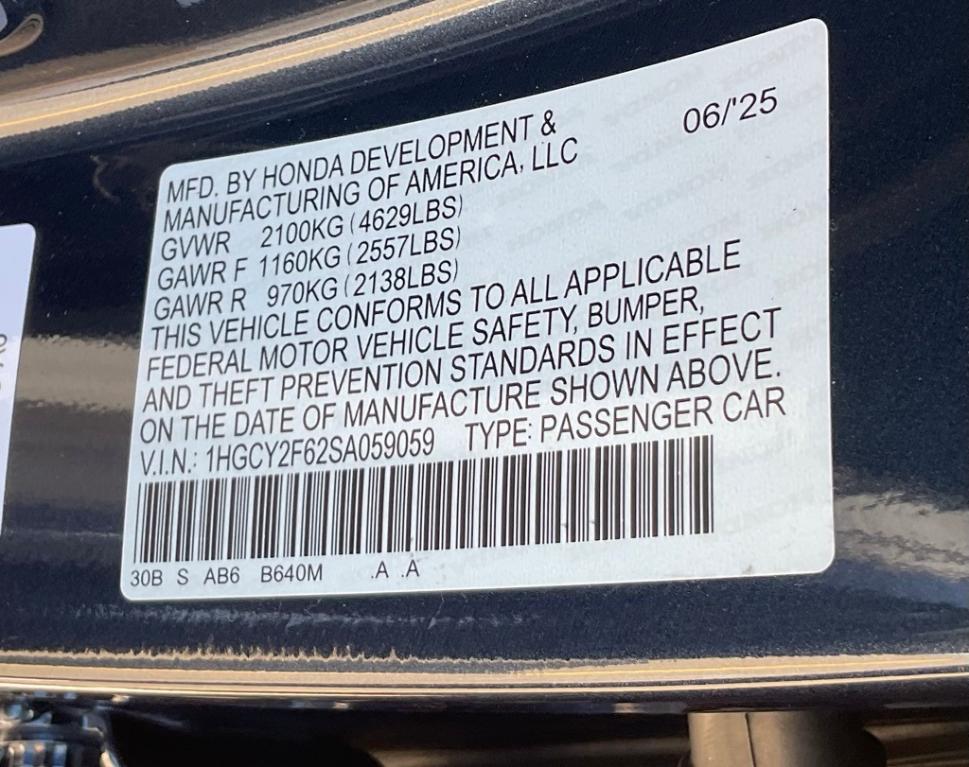 MFD. BY HONDA DEVELOPMENT & 06/'25
MANUFACTURING OF AMERICA, LLC
GVWR 2100KG (4629LBS)
GAWR F 1160KG (2557LBS)
GAWR R 970KG (2138LBS)
THIS VEHICLE CONFORMS TO ALL APPLICABLE
FEDERAL MOTOR VEHICLE SAFETY, BUMPER,
AND THEFT PREVENTION STANDARDS IN EFFECT
ON THE DATE OF MANUFACTURE SHOWN ABOVE.
V.I.N.: 1HGCY2F62SA059059 TYPE: PASSENGER CAR
30B S AB6 B640M .A .A